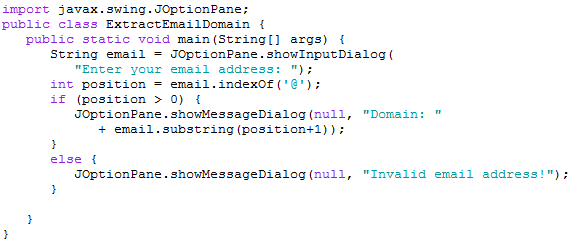 import javax.swing.JOptionPane;
public class ExtractEmailDomain {
   public static void main(String[] args) {
      String email = JOptionPane.showInputDialog(
         "Enter your email address: ");
      int position = email.indexOf('@');
      if (position > 0) {
         JOptionPane.showMessageDialog(null, "Domain: "
            + email.substring(position+1));
      }
      else {
         JOptionPane.showMessageDialog(null, "Invalid email address!");
      }
   }
}